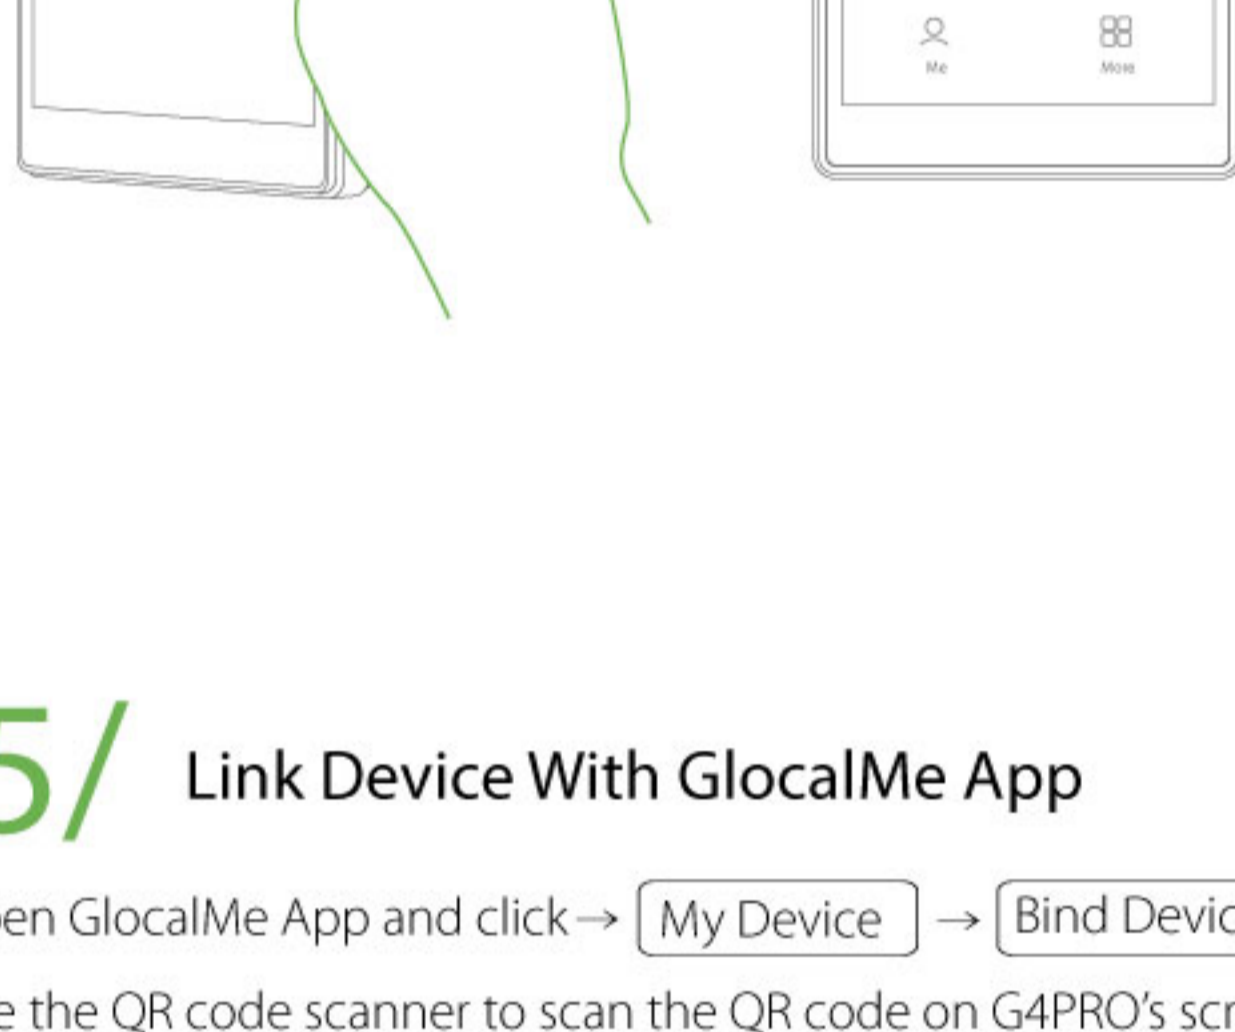 Me More
5/ Link Device With GlocalMe App
pen GlocalMe App and click→ My Device → Bind Devic
e the QR code scanner to scan the QR code on G4PRO's scr